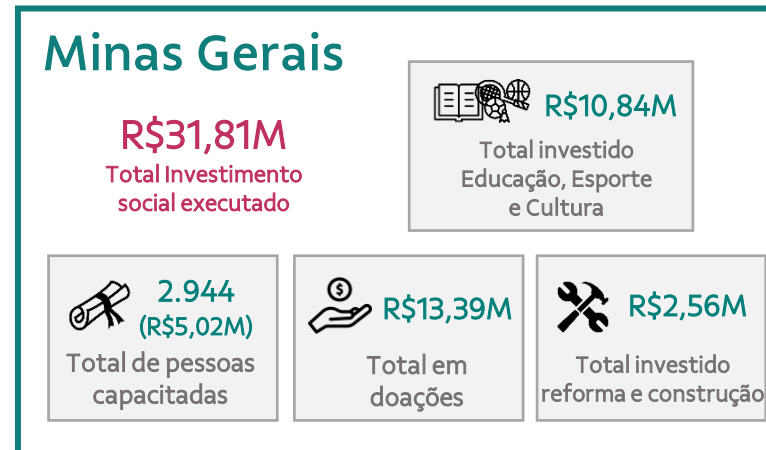 Minas Gerais
R$31,81M
Total Investimento
social executado
R$10,84M
Total investido
Educação, Esporte
e Cultura
2.944
(R$5,02M)
Total de pessoas
capacitadas
$
R$13,39M
Total em
doações
R$2,56M
Total investido
reforma e construção